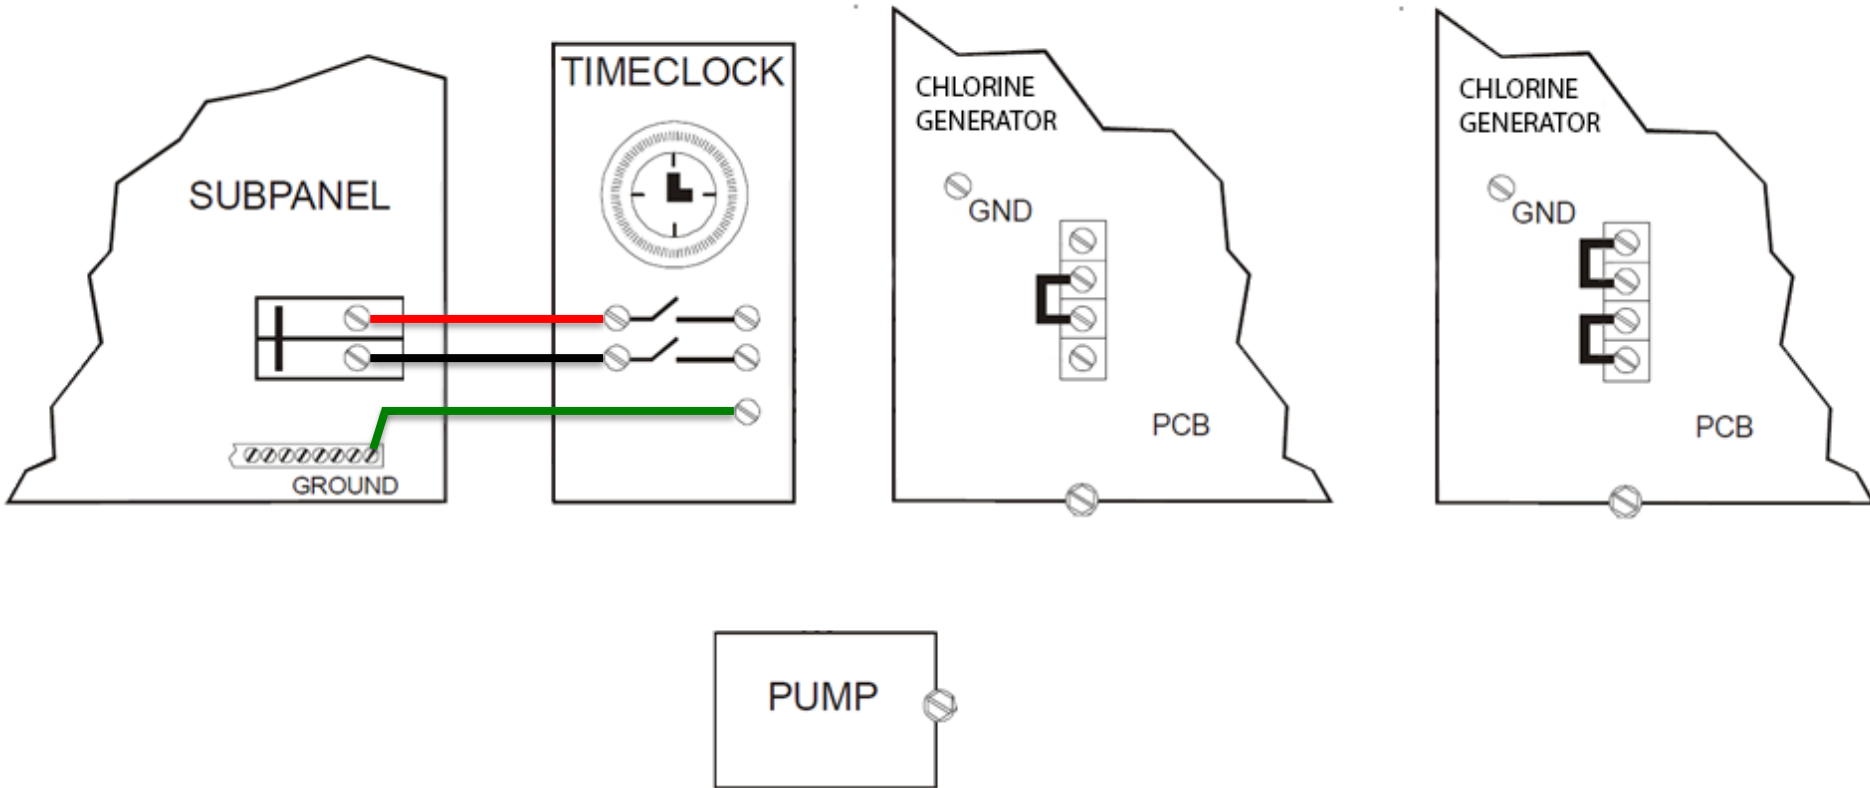 SUBPANEL
GROUND
TIMECLOCK
CHLORINE
GENERATOR
GND
PCB
CHLORINE
GENERATOR
GND
PCB
PUMP